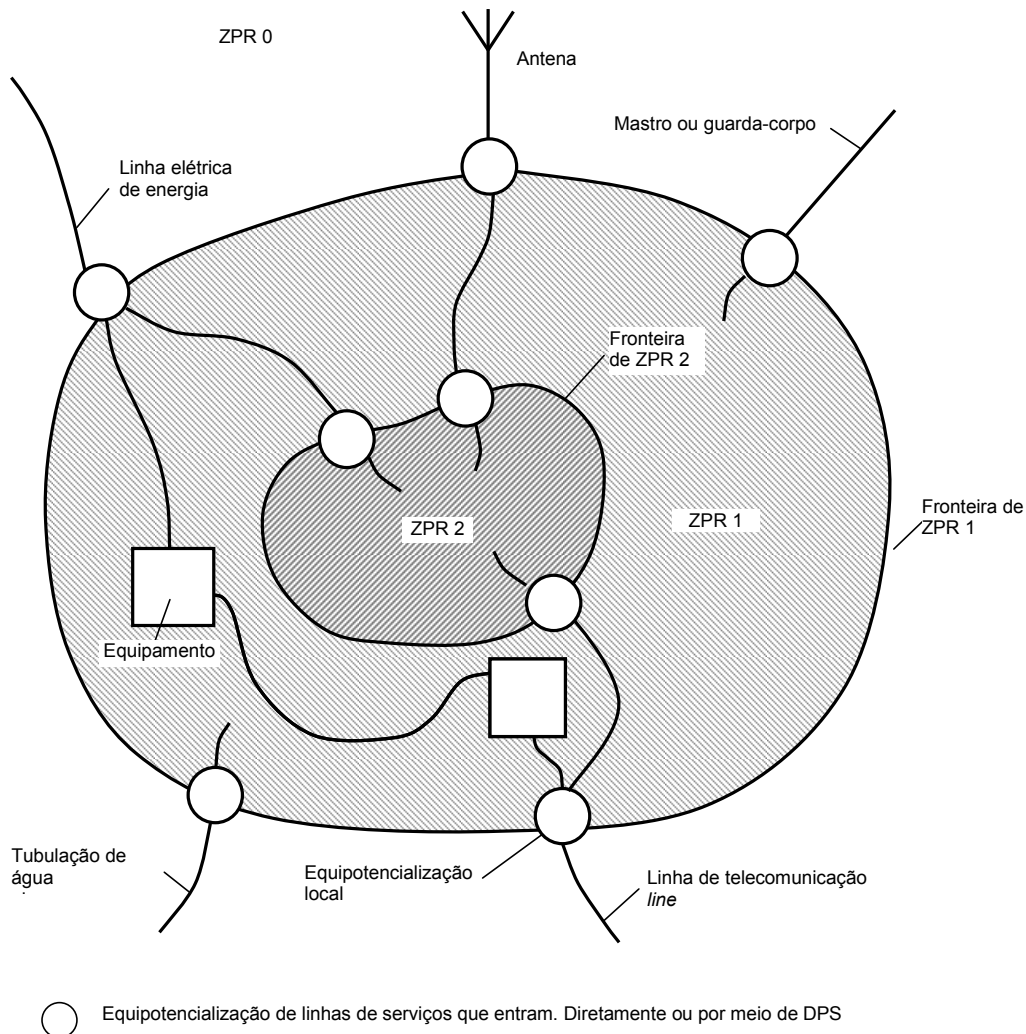 ZPR 0
Antena
Mastro ou guarda-corpo
Linha elétrica
de energia
Fronteira
de ZPR 2
ZPR 2
ZPR 1
Fronteira de
ZPR 1
Equipamento
Tubulação de
água
Equipotencialização
local
Linha de telecomunicação
line
Equipotencialização de linhas de serviços que entram. Diretamente ou por meio de DPS